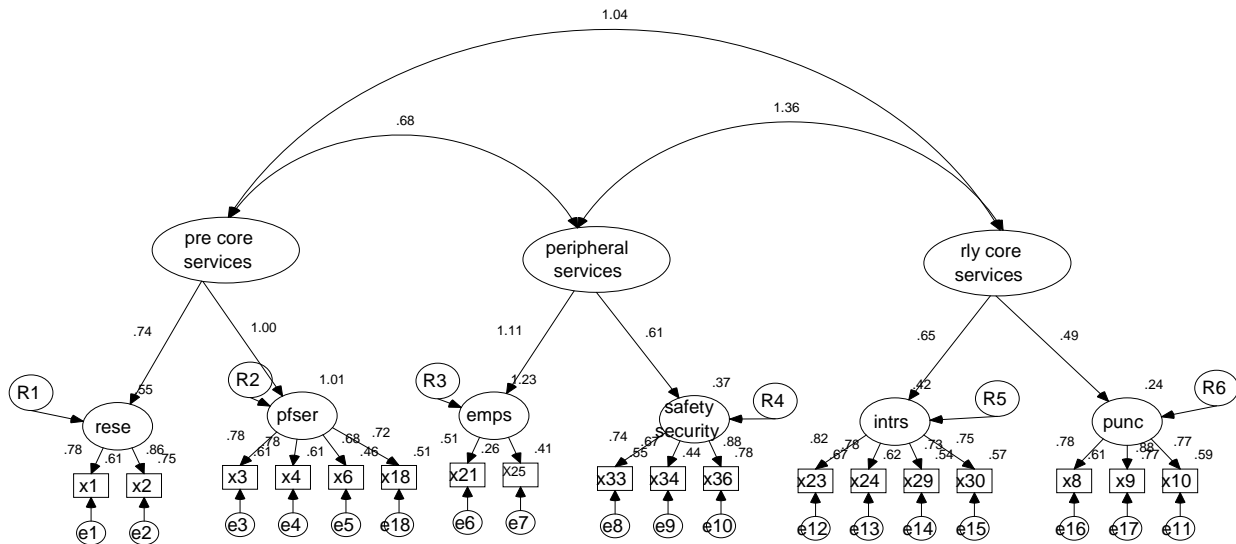 1.04
.68
1.36
pre core
services
peripheral
services
rly core
services
.74
1.00
1.11
.61
.65
.49
R1
.55
R2
1.01
R3
1.23
.37
R4
.42
R5
.24
R6
rese
pfser
emps
safety
security
intrs
punc
.78
.61
.86
.75
.78
.61
.78
.61
.68
.46
.72
.51
.51
.26
.41
.74
.55
.67
.44
.88
.78
.82
.67
.78
.62
.73
.54
.75
.57
.78
.61
.88
.77
.77
.59
x1
x2
x3
x4
x6
x18
x21
x25
x33
x34
x36
x23
x24
x29
x30
x8
x9
x10
e1
e2
e3
e4
e5
e18
e6
e7
e8
e9
e10
e12
e13
e14
e15
e16
e17
e11